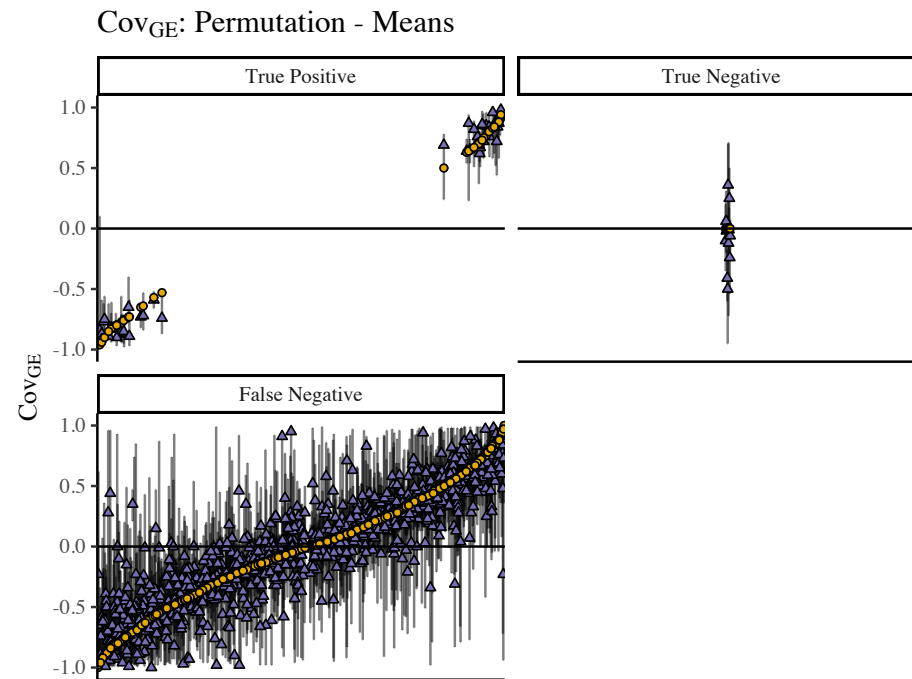 Cov_GE: Permutation - Means
True Positive
True Negative
1.0
0.5
0.0
-0.5
-1.0
Cov_GE
False Negative
1.0
0.5
0.0
-0.5
-1.0